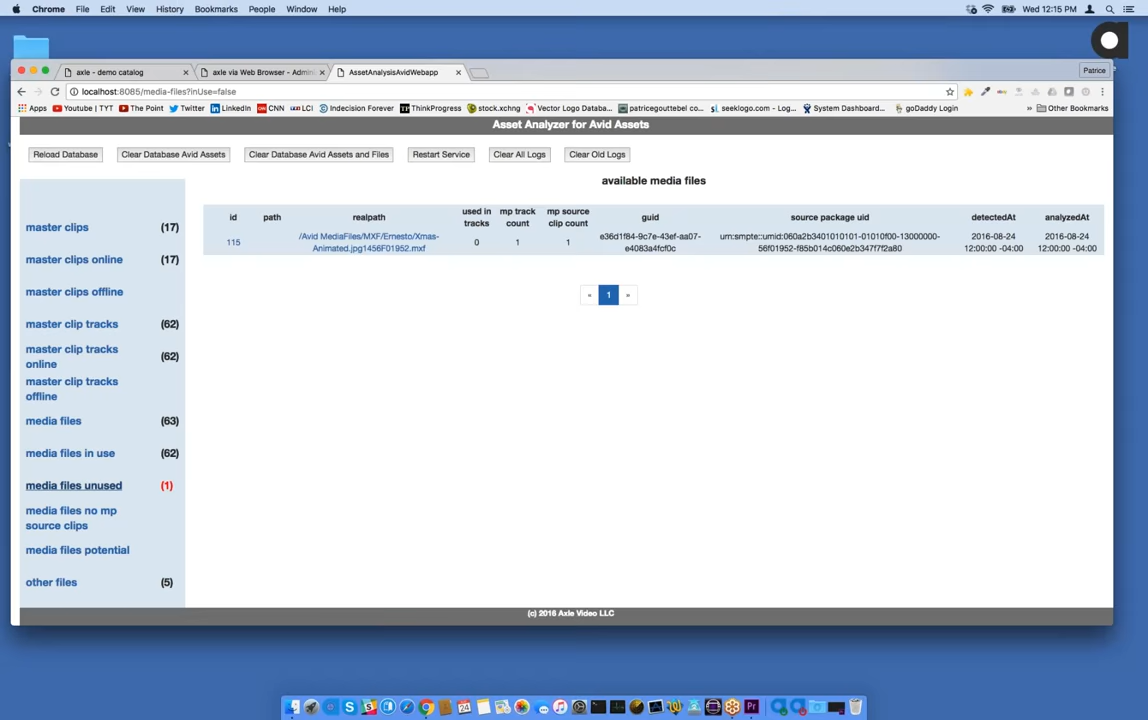 Chrome File Edit View History Bookmarks People Window Help Wed 12:15 PM
axle - demo catalog axle via Web Browser - Admin AssetAnalysisAvidWebapp Patrice
localhost:8085/media-files?inUse=false
Apps Youtube | TYT The Point Twitter LinkedIn CNN LCI Indecision Forever ThinkProgress stock.xchng Vector Logo Databa... patricegouttebel co... seeklogo.com - Log... System Dashboard... goDaddy Login » Other Bookmarks
Asset Analyzer for Avid Assets
Reload Database Clear Database Avid Assets Clear Database Avid Assets and Files Restart Service Clear All Logs Clear Old Logs
available media files
id path realpath used in tracks mp track count mp source clip count guid source package uid detectedAt analyzedAt
115 /Avid MediaFiles/MXF/Ernesto/Xmas- 0 1 1 e36d1f84-9c7e-43ef-aa07- urn:smpte::umid:060a2b3401010101-01010f00-13000000- 2016-08-24 2016-08-24
Animated.jpg1456F01952.mxf e4083a4fcf0c 56f01952-f85b014c060e2b347f7f2a80 12:00:00 -04:00 12:00:00 -04:00
« 1 »
master clips (17)
master clips online (17)
master clips offline
master clip tracks (62)
master clip tracks
online (62)
master clip tracks
offline
media files (63)
media files in use (62)
media files unused (1)
media files no mp
source clips
media files potential
other files (5)
(c) 2016 Axle Video LLC